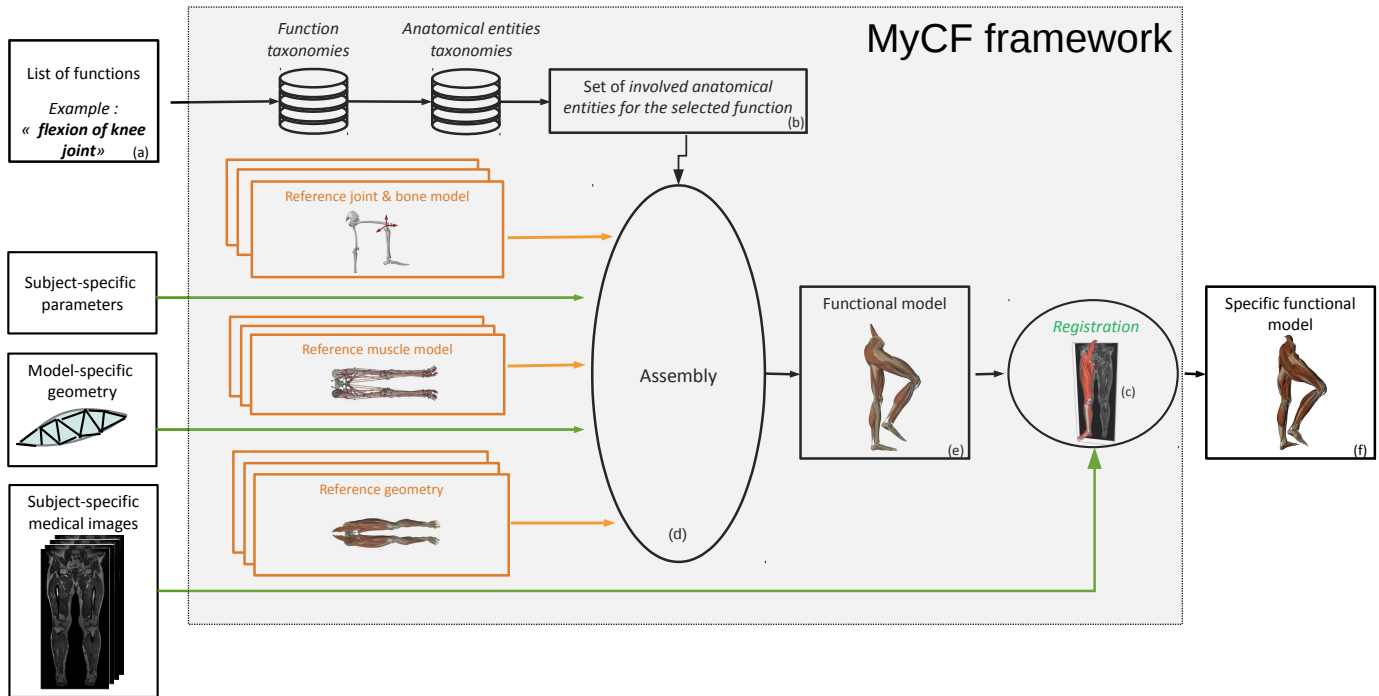 MyCF framework
Function
taxonomies
Anatomical entities
taxonomies
List of functions
Example :
« flexion of knee
joint»
(a)
Set of involved anatomical
entities for the selected function
(b)
Reference joint & bone model
Subject-specific
parameters
Reference muscle model
Model-specific
geometry
Reference geometry
Subject-specific
medical images
Assembly
(d)
Functional model
(e)
Registration
(c)
Specific functional
model
(f)